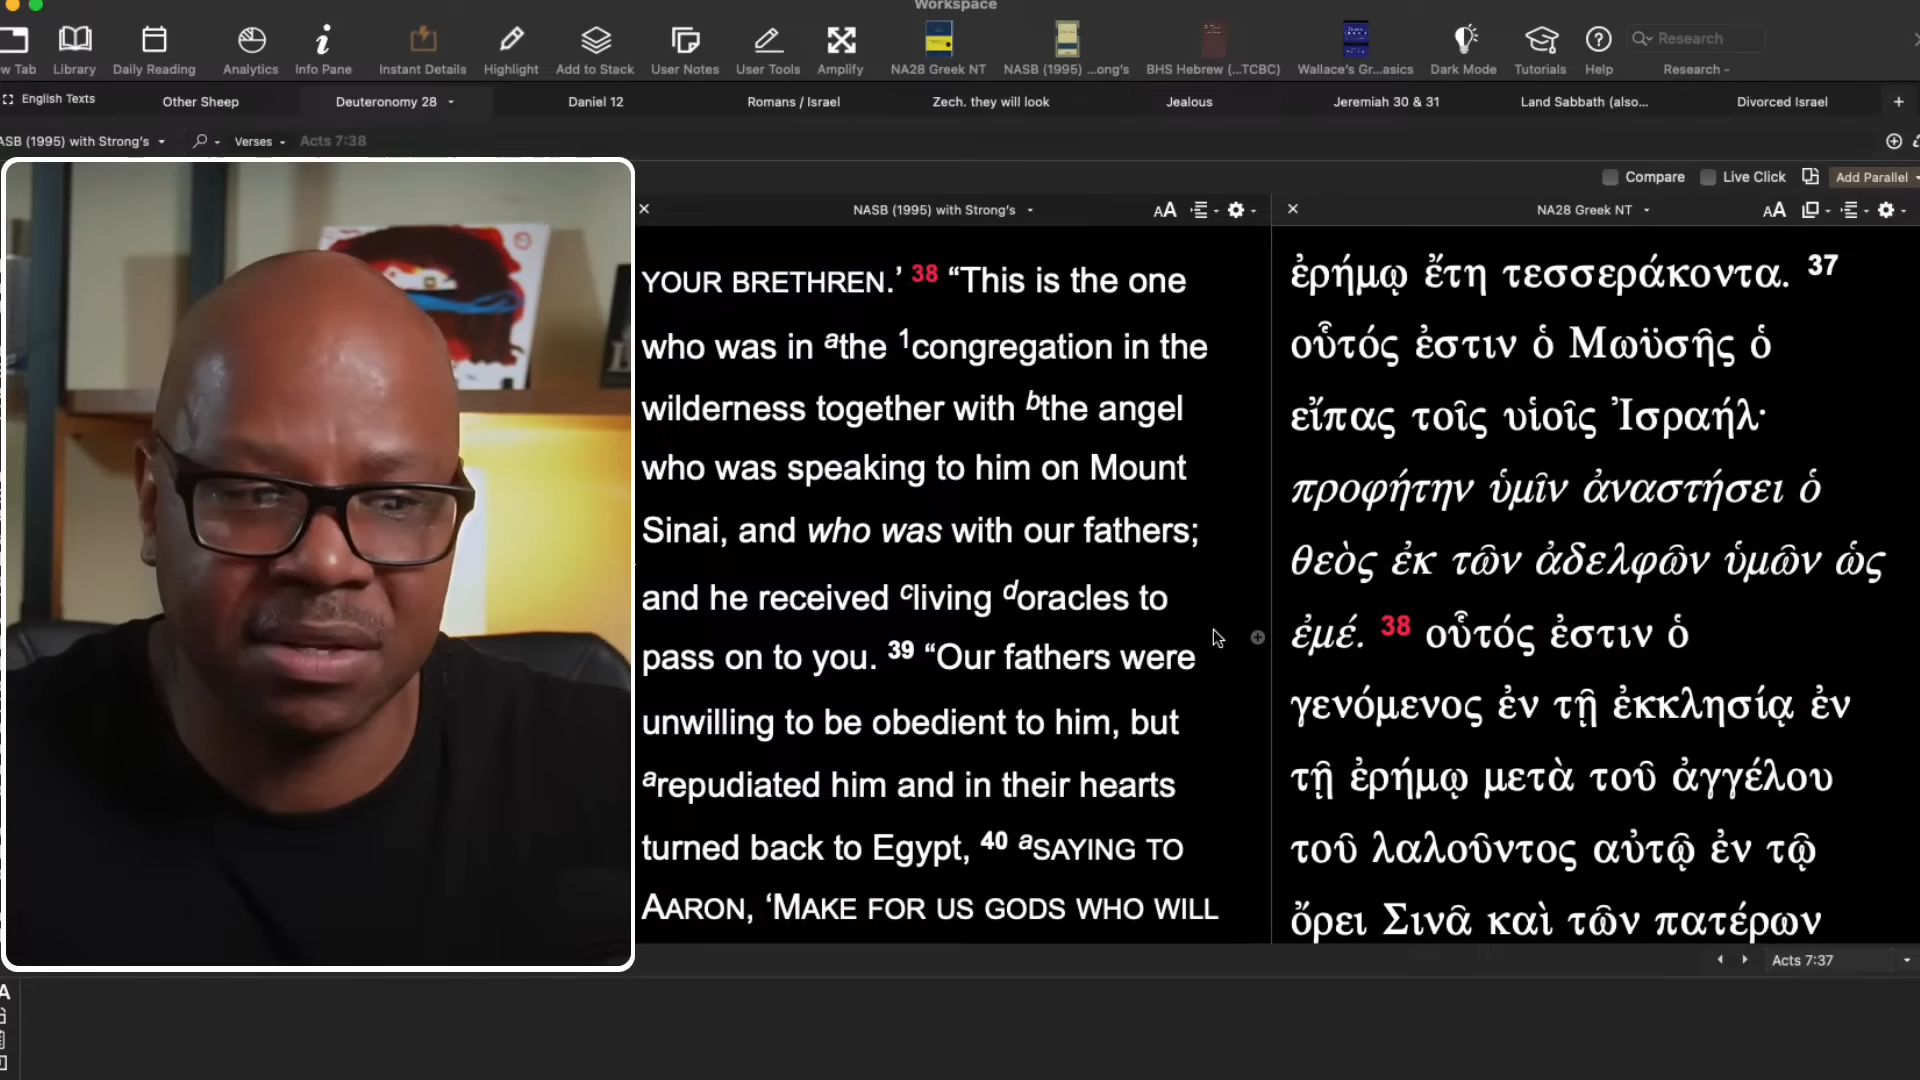 Workspace
w Tab
Library
Daily Reading
Analytics
Info Pane
Instant Details
Highlight
Add to Stack
User Notes
User Tools
Amplify
NA28 Greek NT
NASB (1995) ...ong's
BHS Hebrew (...TCBC)
Wallace's Gr...asics
Dark Mode
Tutorials
Help
Research
Research
English Texts
Other Sheep
Deuteronomy 28
Daniel 12
Romans / Israel
Zech. they will look
Jealous
Jeremiah 30 & 31
Land Sabbath (also...
Divorced Israel
ASB (1995) with Strong's
Verses
Acts 7:38
Compare
Live Click
Add Parallel
NASB (1995) with Strong's
AA
YOUR BRETHREN.’ 38 “This is the one
who was in a the 1 congregation in the
wilderness together with b the angel
who was speaking to him on Mount
Sinai, and who was with our fathers;
and he received c living d oracles to
pass on to you. 39 “Our fathers were
unwilling to be obedient to him, but
a repudiated him and in their hearts
turned back to Egypt, 40 a SAYING TO
AARON, ‘MAKE FOR US GODS WHO WILL
NA28 Greek NT
AA
ἐρήμῳ ἔτη τεσσεράκοντα. 37
οὗτός ἐστιν ὁ Μωϋσῆς ὁ
εἴπας τοῖς υἱοῖς Ἰσραήλ·
προφήτην ὑμῖν ἀναστήσει ὁ
θεὸς ἐκ τῶν ἀδελφῶν ὑμῶν ὡς
ἐμέ. 38 οὗτός ἐστιν ὁ
γενόμενος ἐν τῇ ἐκκλησίᾳ ἐν
τῇ ἐρήμῳ μετὰ τοῦ ἀγγέλου
τοῦ λαλοῦντος αὐτῷ ἐν τῷ
ὄρει Σινᾶ καὶ τῶν πατέρων
Acts 7:37
A